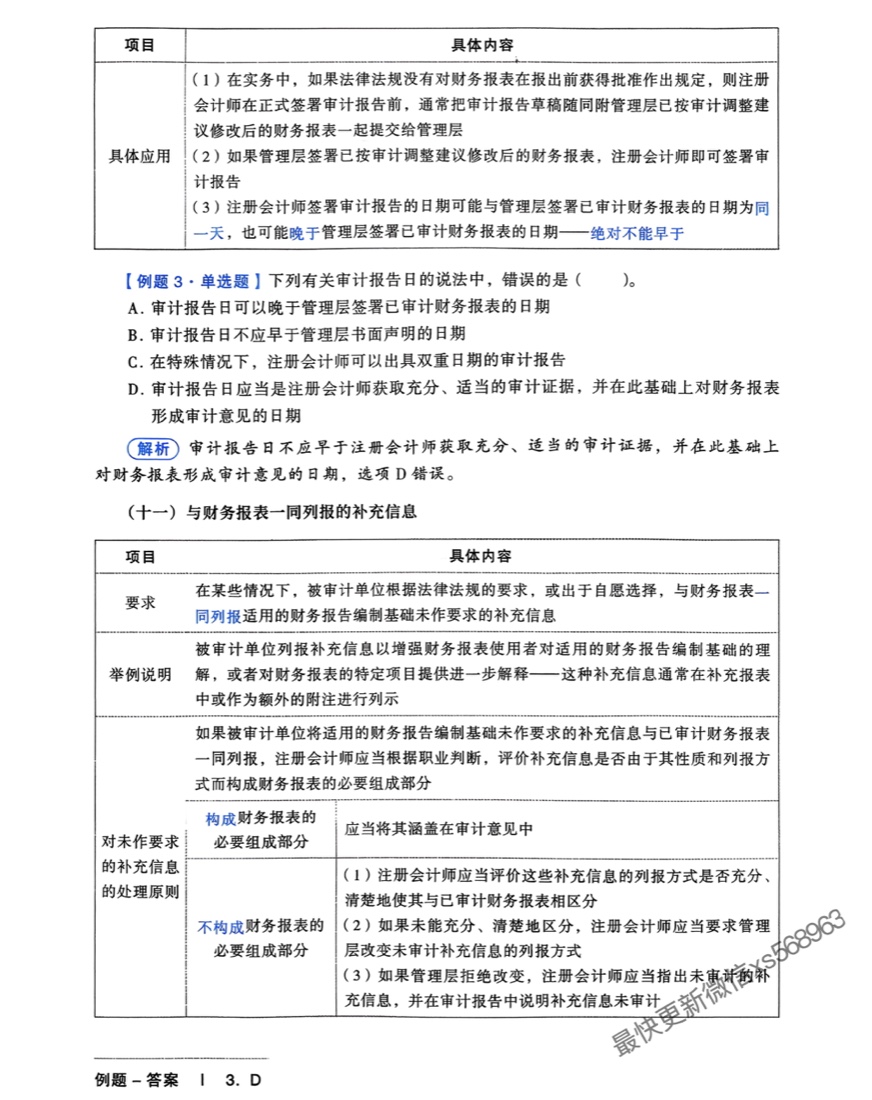 项目 具体内容
(1)在实务中，如果法律法规没有对财务报表在报出前获得批准作出规定，则注册
会计师在正式签署审计报告前，通常把审计报告草稿随同附管理层已按审计调整建
议修改后的财务报表一起提交给管理层
具体应用 (2)如果管理层签署已按审计调整建议修改后的财务报表，注册会计师即可签署审
计报告
(3)注册会计师签署审计报告的日期可能与管理层签署已审计财务报表的日期为同
一天，也可能晚于管理层签署已审计财务报表的日期——绝对不能早于
【例题3·单选题】下列有关审计报告日的说法中，错误的是（ ）。
A. 审计报告日可以晚于管理层签署已审计财务报表的日期
B. 审计报告日不应早于管理层书面声明的日期
C. 在特殊情况下，注册会计师可以出具双重日期的审计报告
D. 审计报告日应当是注册会计师获取充分、适当的审计证据，并在此基础上对财务报表
形成审计意见的日期
解析 审计报告日不应早于注册会计师获取充分、适当的审计证据，并在此基础上
对财务报表形成审计意见的日期，选项D错误。
（十一）与财务报表一同列报的补充信息
项目 具体内容
要求 在某些情况下，被审计单位根据法律法规的要求，或出于自愿选择，与财务报表一
同列报适用的财务报告编制基础未作要求的补充信息
被审计单位列报补充信息以增强财务报表使用者对适用的财务报告编制基础的理
举例说明 解，或者对财务报表的特定项目提供进一步解释——这种补充信息通常在补充报表
中或作为额外的附注进行列示
如果被审计单位将适用的财务报告编制基础未作要求的补充信息与已审计财务报表
一同列报，注册会计师应当根据职业判断，评价补充信息是否由于其性质和列报方
式而构成财务报表的必要组成部分
对未作要求
的补充信息
的处理原则
构成财务报表的
必要组成部分
应当将其涵盖在审计意见中
不构成财务报表的
必要组成部分
(1)注册会计师应当评价这些补充信息的列报方式是否充分、
清楚地使其与已审计财务报表相区分
(2)如果未能充分、清楚地区分，注册会计师应当要求管理
层改变未审计补充信息的列报方式
(3)如果管理层拒绝改变，注册会计师应当指出未审计的补
充信息，并在审计报告中说明补充信息未审计
最快更新微信xs568963
例题－答案 | 3. D